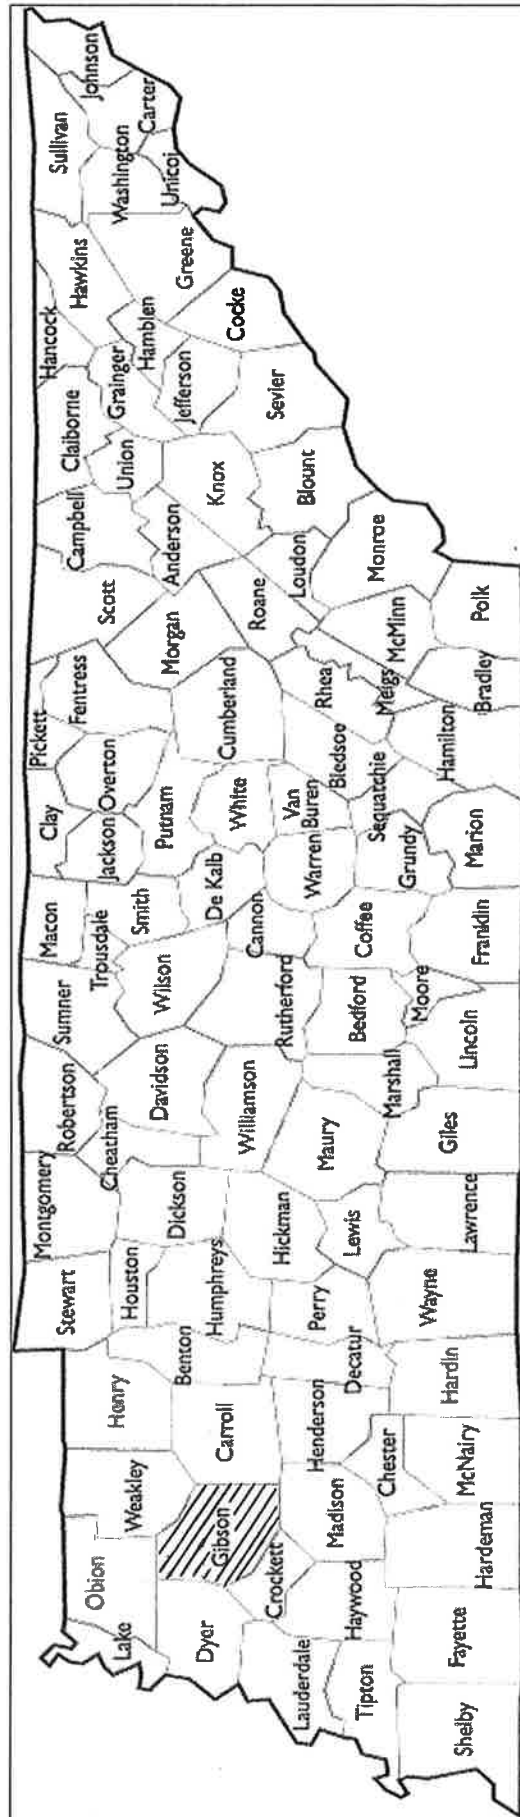 Lake
Obion
Weakley
Henry
Stewart
Montgomery
Robertson
Sumner
Macon
Clay
Pickett
Fentress
Scott
Campbell
Claiborne
Hancock
Hawkins
Sullivan
Johnson
Dyer
Gibson
Carroll
Benton
Houston
Humphreys
Dickson
Cheatham
Davidson
Wilson
Trousdale
Smith
Jackson
Overton
Putnam
Morgan
Anderson
Union
Grainger
Hamblen
Jefferson
Greene
Washington
Unicoi
Carter
Lauderdale
Crockett
Haywood
Madison
Henderson
Decatur
Perry
Hickman
Lewis
Maury
Williamson
Rutherford
Cannon
De Kalb
White
Warren
Van
Buren
Cumberland
Bledsoe
Rhea
Roane
Loudon
Knox
Blount
Sevier
Cocke
Tipton
Shelby
Fayette
Hardeman
Chester
McNairy
Hardin
Wayne
Lawrence
Giles
Marshall
Bedford
Moore
Lincoln
Coffee
Franklin
Grundy
Sequatchie
Marion
Hamilton
Meigs
McMinn
Bradley
Polk
Monroe